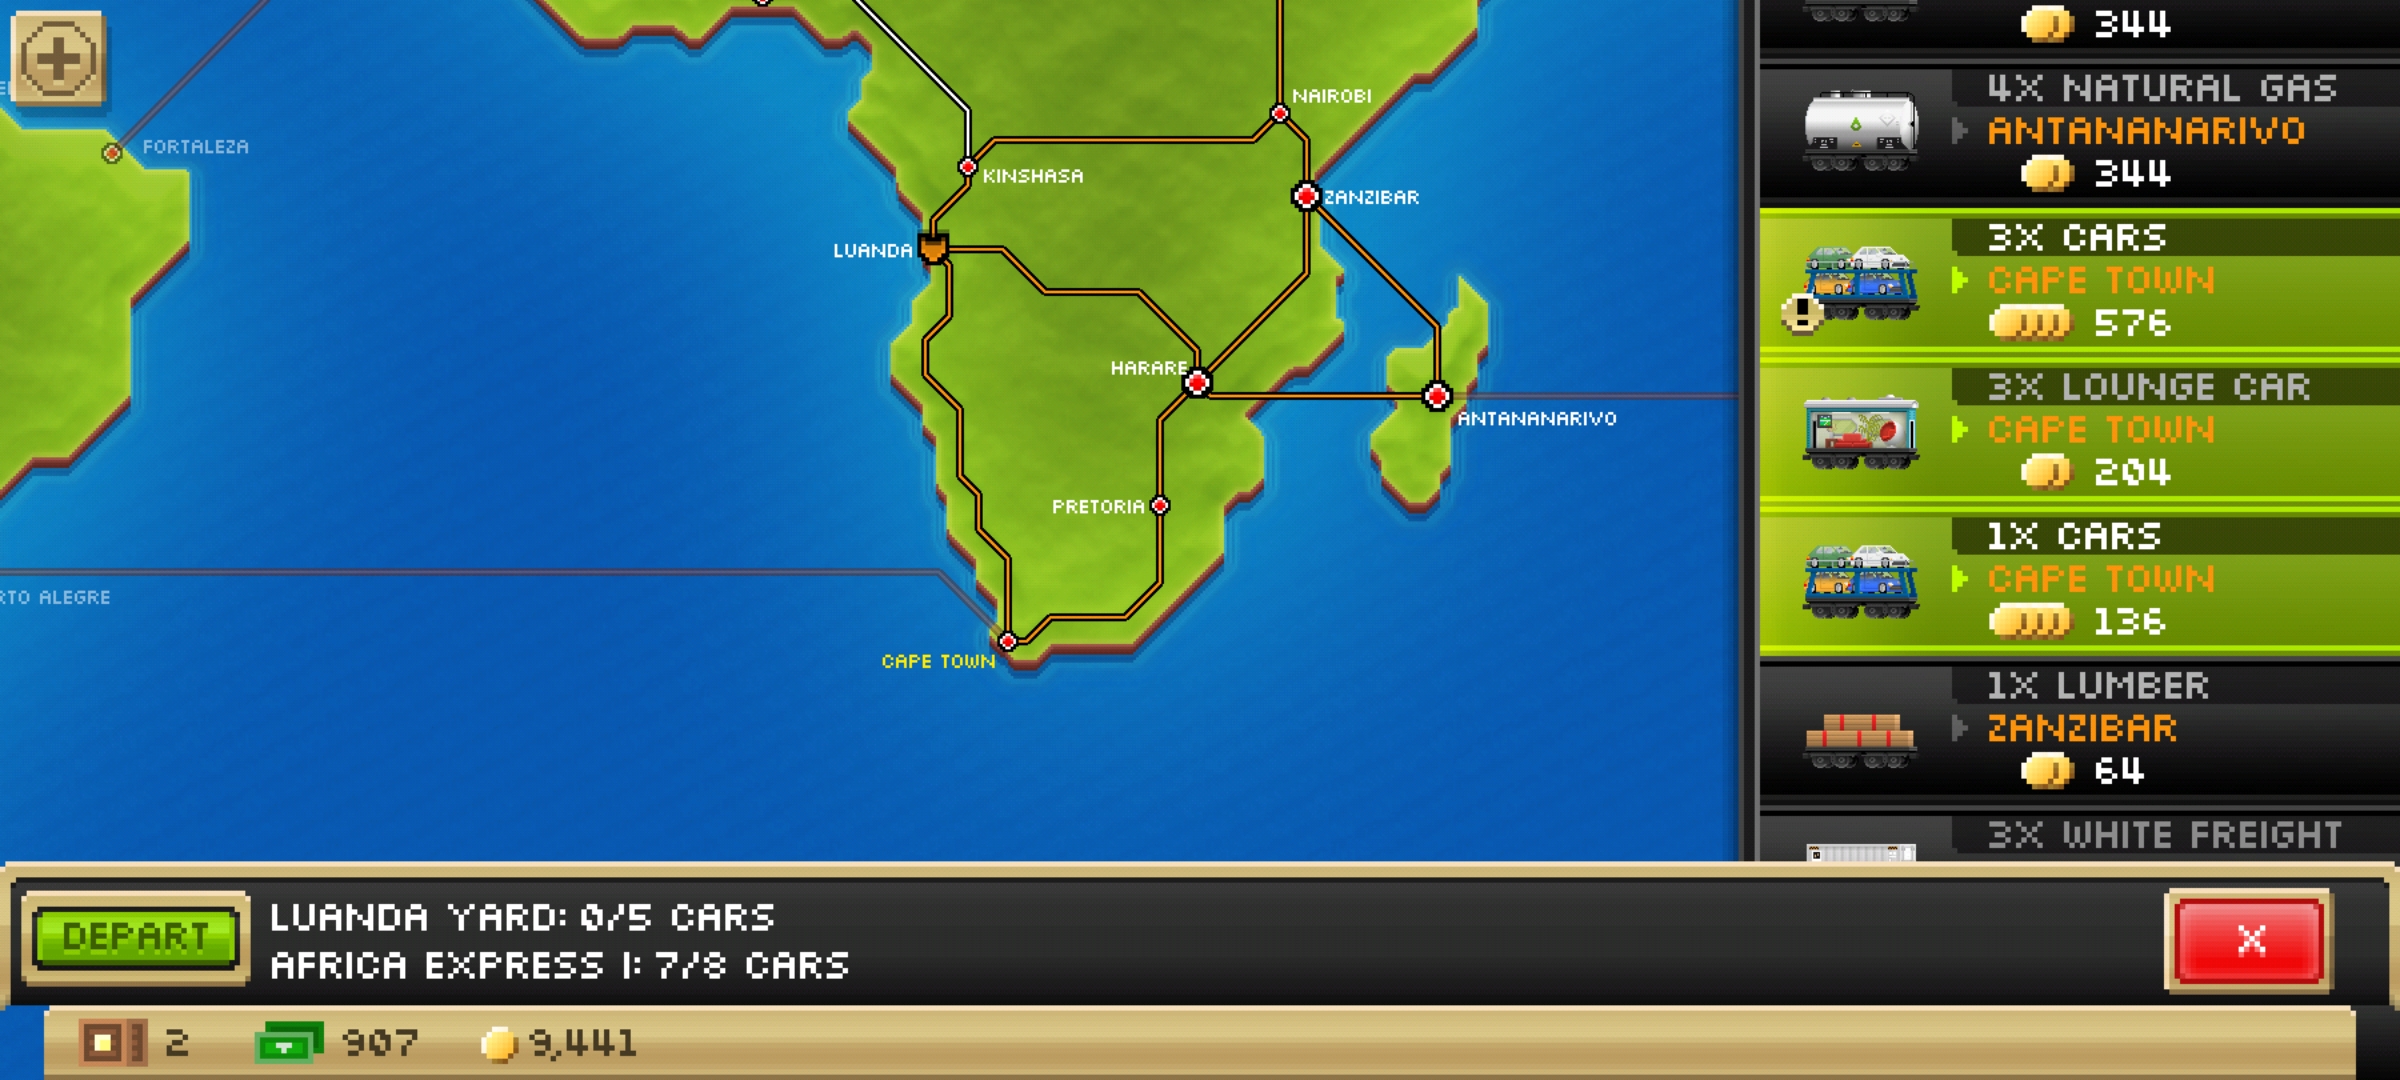 FORTALEZA
RTO ALEGRE
NAIROBI
KINSHASA
ZANZIBAR
LUANDA
HARARE
ANTANANARIVO
PRETORIA
CAPE TOWN
344
4X NATURAL GAS
ANTANANARIVO
344
3X CARS
CAPE TOWN
576
3X LOUNGE CAR
CAPE TOWN
204
1X CARS
CAPE TOWN
136
1X LUMBER
ZANZIBAR
64
3X WHITE FREIGHT
DEPART
LUANDA YARD: 0/5 CARS
AFRICA EXPRESS I: 7/8 CARS
X
2
907
9,441